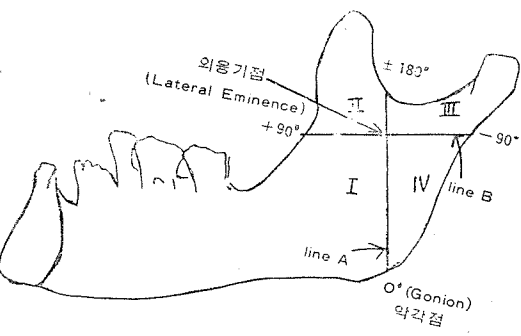 외융기점
(Lateral Eminence)
± 180°
II
III
+90°
-90°
I
IV
line B
line A
0° (Gonion)
악각점